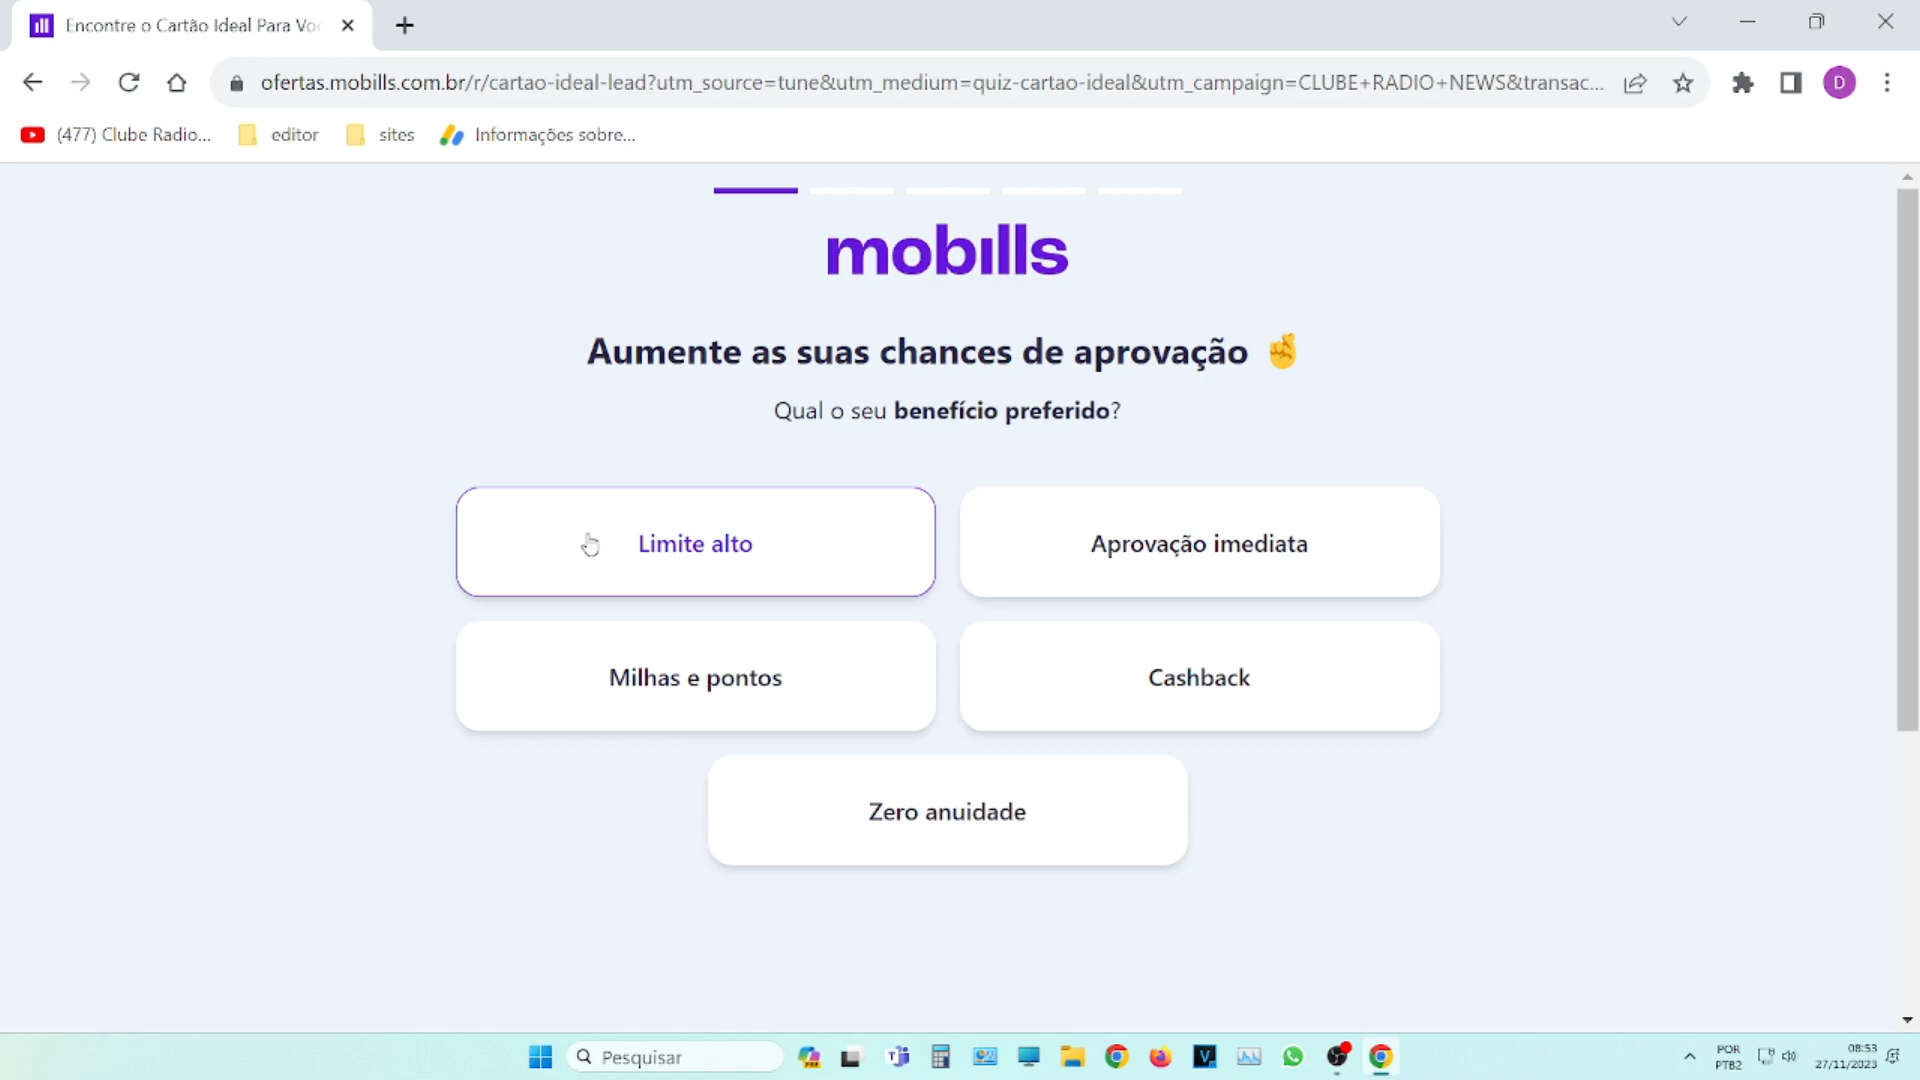 Encontre o Cartão Ideal Para Vo
ofertas.mobills.com.br/r/cartao-ideal-lead?utm_source=tune&utm_medium=quiz-cartao-ideal&utm_campaign=CLUBE+RADIO+NEWS&transac...
D
(477) Clube Radio...
editor
sites
Informações sobre...
mobills
Aumente as suas chances de aprovação 🤞
Qual o seu benefício preferido?
Limite alto
Aprovação imediata
Milhas e pontos
Cashback
Zero anuidade
Pesquisar
POR
PTB2
08:53
27/11/2023